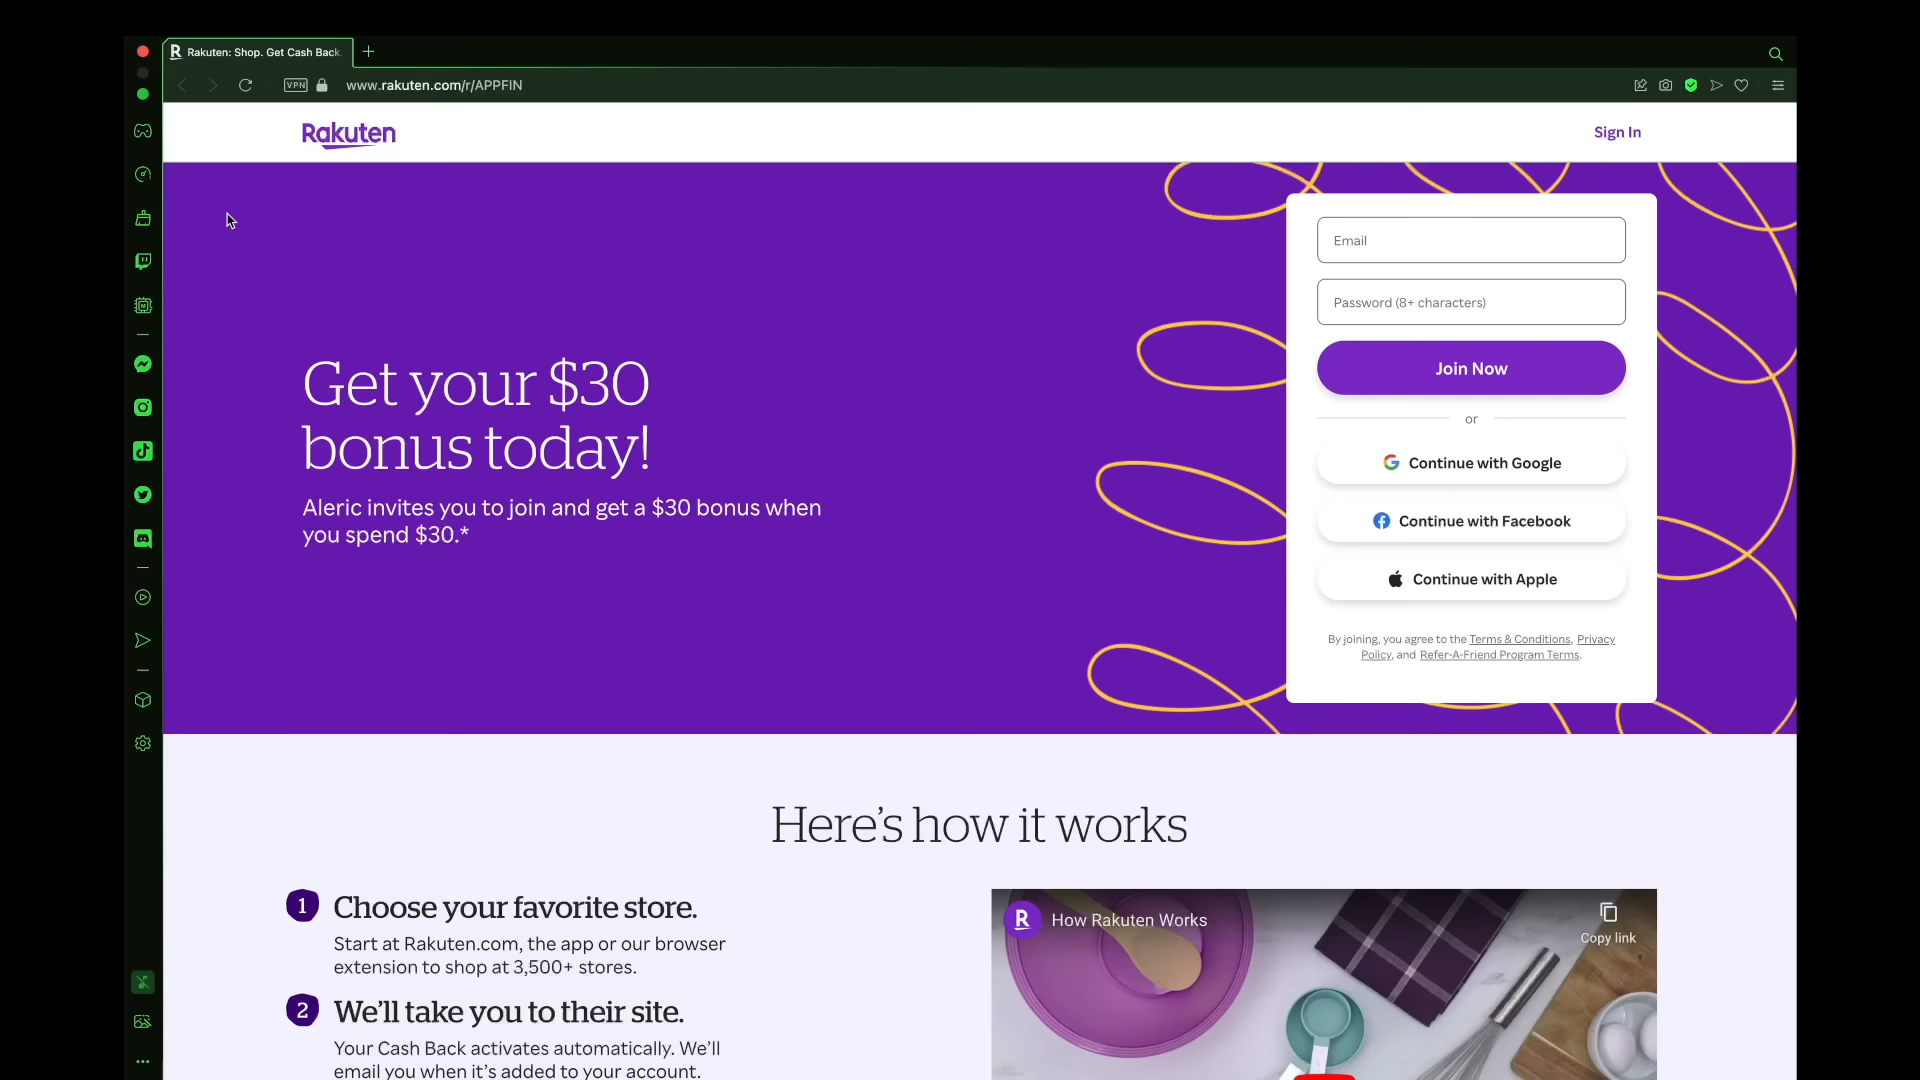 Rakuten: Shop. Get Cash Back.
VPN
www.rakuten.com/r/APPFIN
Rakuten
Sign In
Email
Password (8+ characters)
Join Now
or
Continue with Google
Continue with Facebook
Continue with Apple
By joining, you agree to the Terms & Conditions, Privacy
Policy, and Refer-A-Friend Program Terms.
Get your $30
bonus today!
Aleric invites you to join and get a $30 bonus when
you spend $30.*
Here's how it works
1 Choose your favorite store.
Start at Rakuten.com, the app or our browser
extension to shop at 3,500+ stores.
2 We'll take you to their site.
Your Cash Back activates automatically. We'll
email you when it's added to your account.
R How Rakuten Works
Copy link